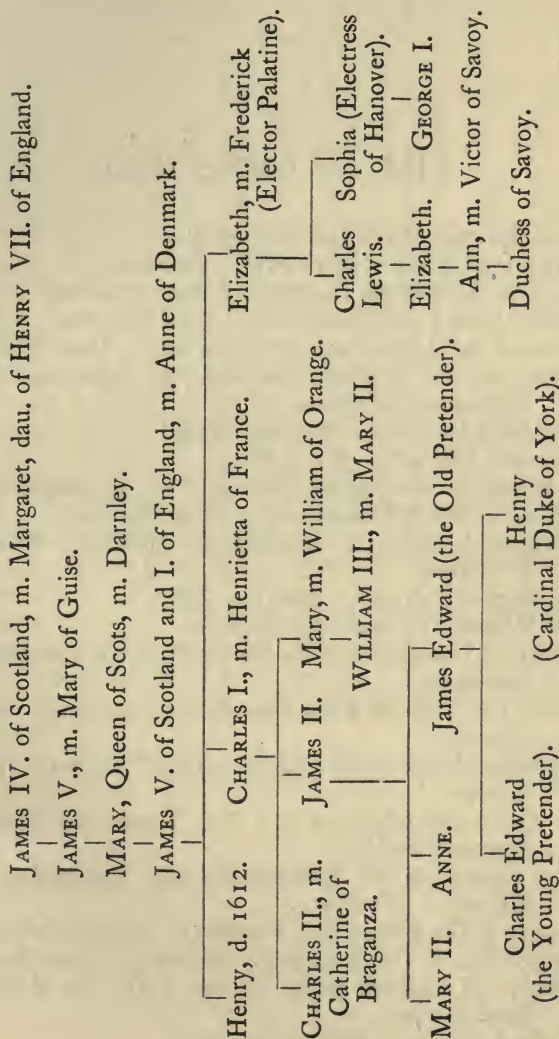 JAMES IV. of Scotland, m. Margaret, dau. of HENRY VII. of England.
JAMES V., m. Mary of Guise.
MARY, Queen of Scots, m. Darnley.
JAMES V. of Scotland and I. of England, m. Anne of Denmark.
Henry, d. 1612.
CHARLES I., m. Henrietta of France.
Elizabeth, m. Frederick
(Elector Palatine).
CHARLES II., m.
Catherine of
Braganza.
JAMES II.
Mary, m. William of Orange.
WILLIAM III., m. MARY II.
Charles
Lewis.
Sophia (Electress
of Hanover).
Elizabeth.
GEORGE I.
Ann, m. Victor of Savoy.
Duchess of Savoy.
MARY II.
ANNE.
James Edward (the Old Pretender).
Charles Edward
(the Young Pretender).
Henry
(Cardinal Duke of York).